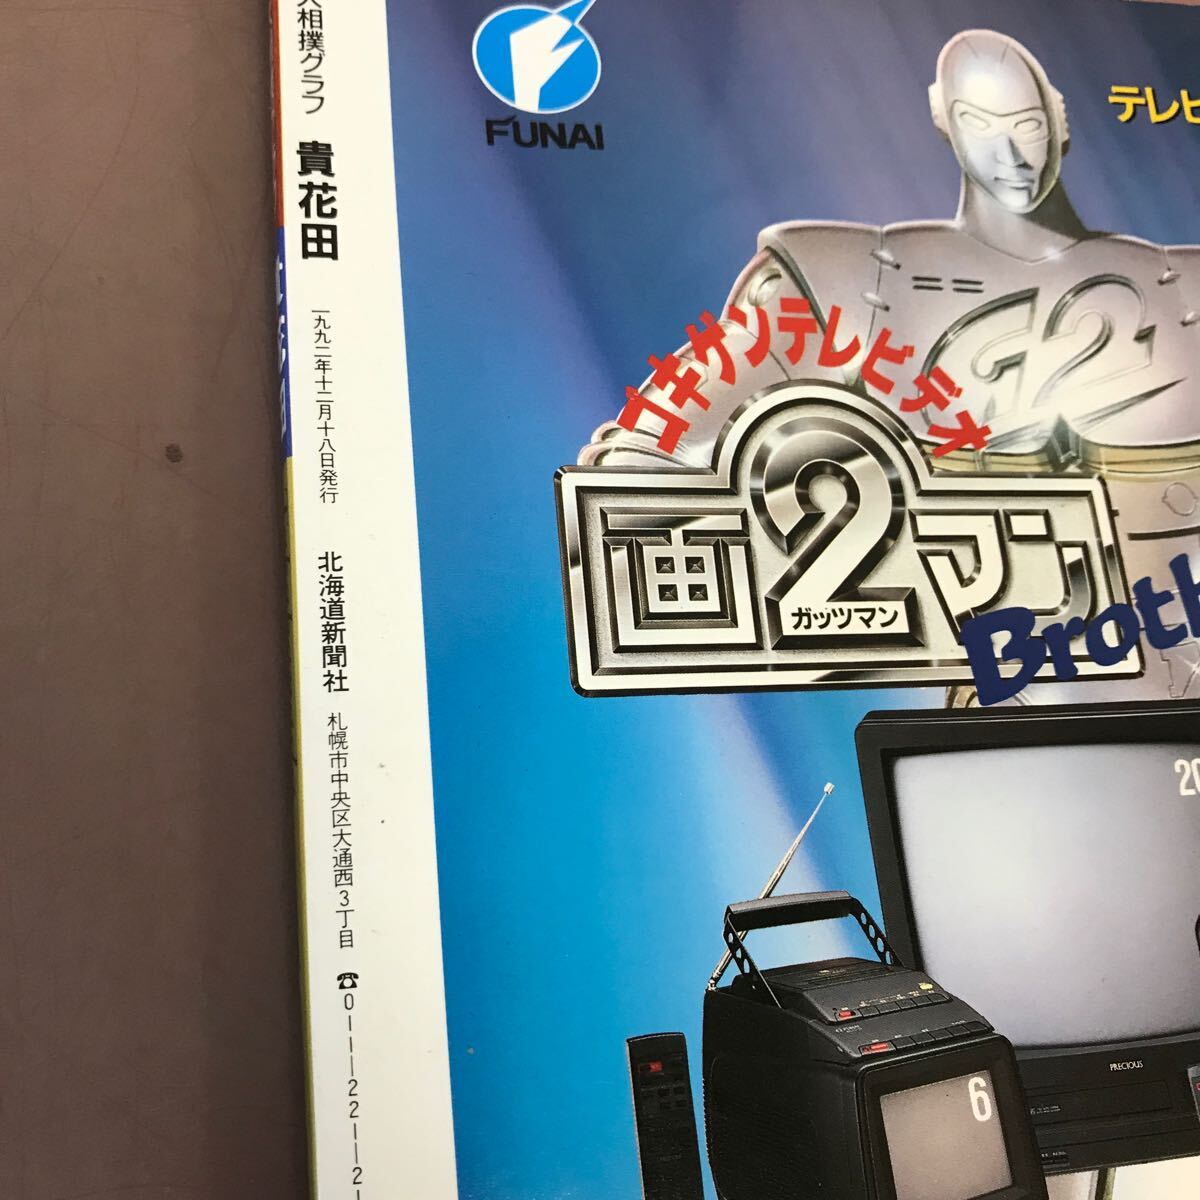 大相撲グラフ 貴花田 一九九二年十二月十八日発行 北海道新聞社 札幌市中央区大通西3丁目 ☎011―221―2
FUNAI
テレビ
G2
ゴキゲンテレビデオ
画2マン
ガッツマン
Broth
20
PRECIOUS
6